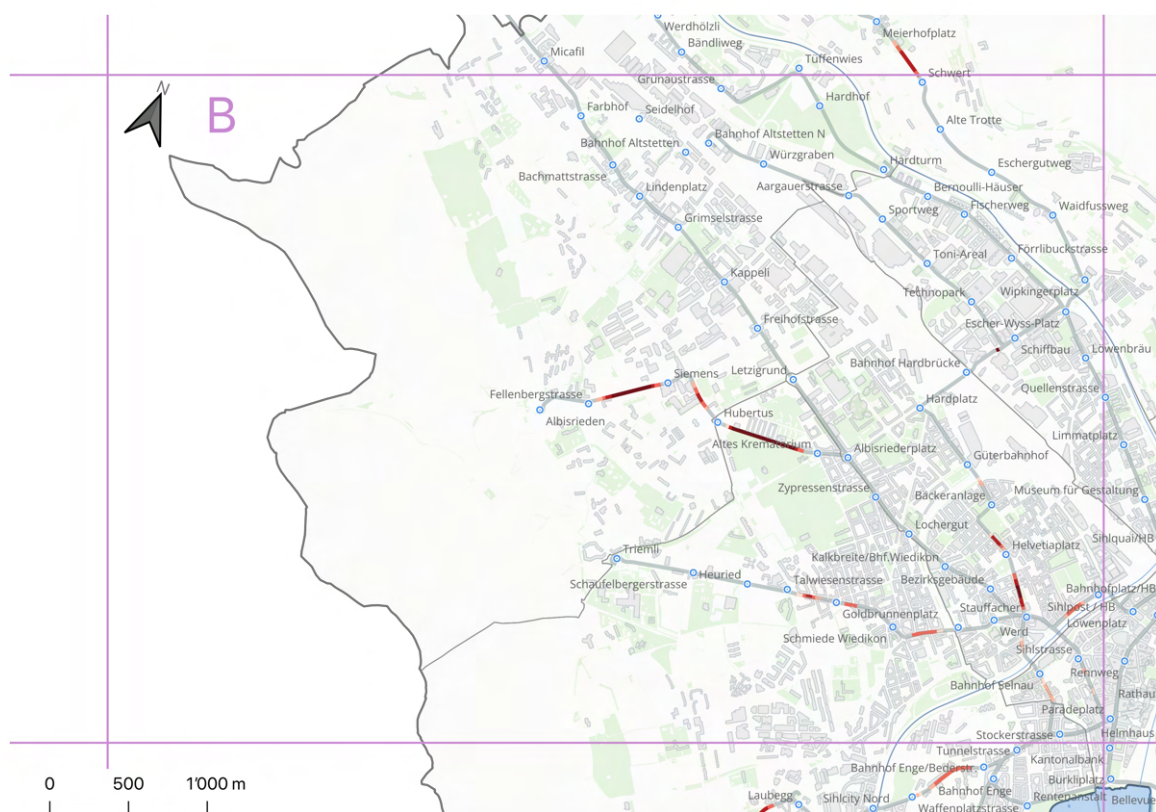 Werdhölzli
Meierhofplatz
Bändliweg
Micafil
Tüffenwies
Schwert
Grünaustrasse
N
B
Farbhof
Seidelhof
Hardhof
Alte Trotte
Bahnhof Altstetten N
Bahnhof Altstetten
Würzgraben
Hardturm
Eschergutweg
Bachmattstrasse
Lindenplatz
Aargauerstrasse
Bernoulli-Häuser
Fischerweg
Waidfussweg
Grimselstrasse
Sportweg
Toni-Areal
Förrlibuckstrasse
Kappeli
Technopark
Wipkingerplatz
Freihofstrasse
Escher-Wyss-Platz
Schiffbau
Löwenbräu
Bahnhof Hardbrücke
Letzigrund
Siemens
Quellenstrasse
Fellenbergstrasse
Hardplatz
Albisrieden
Hubertus
Altes Krematorium
Albisriederplatz
Limmatplatz
Güterbahnhof
Zypressenstrasse
Bäckeranlage
Museum für Gestaltung
Lochergut
Sihlquai/HB
Helvetiaplatz
Triemli
Kalkbreite/Bhf.Wiedikon
Schaufelbergerstrasse
Heuried
Talwiesenstrasse
Bezirksgebäude
Bahnhofplatz/HB
Goldbrunnenplatz
Stauffacher
Sihlpost / HB
Löwenplatz
Schmiede Wiedikon
Werd
Sihlstrasse
Rennweg
Bahnhof Selnau
Rathau
Paradeplatz
Stockerstrasse
Helmhaus
Tunnelstrasse
Kantonalbank
Bahnhof Enge/Bederstr.
Bürkliplatz
0 500 1'000 m
Laubegg
Sihlcity Nord
Bahnhof Enge
Rentenanstalt
Bellevue
Waffenplatzstrasse